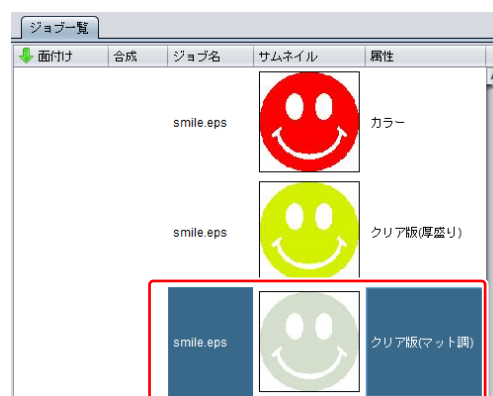 ジョブ一覧
面付け 合成 ジョブ名 サムネイル 属性
smile.eps カラー
smile.eps クリア版(厚盛り)
smile.eps クリア版(マット調)